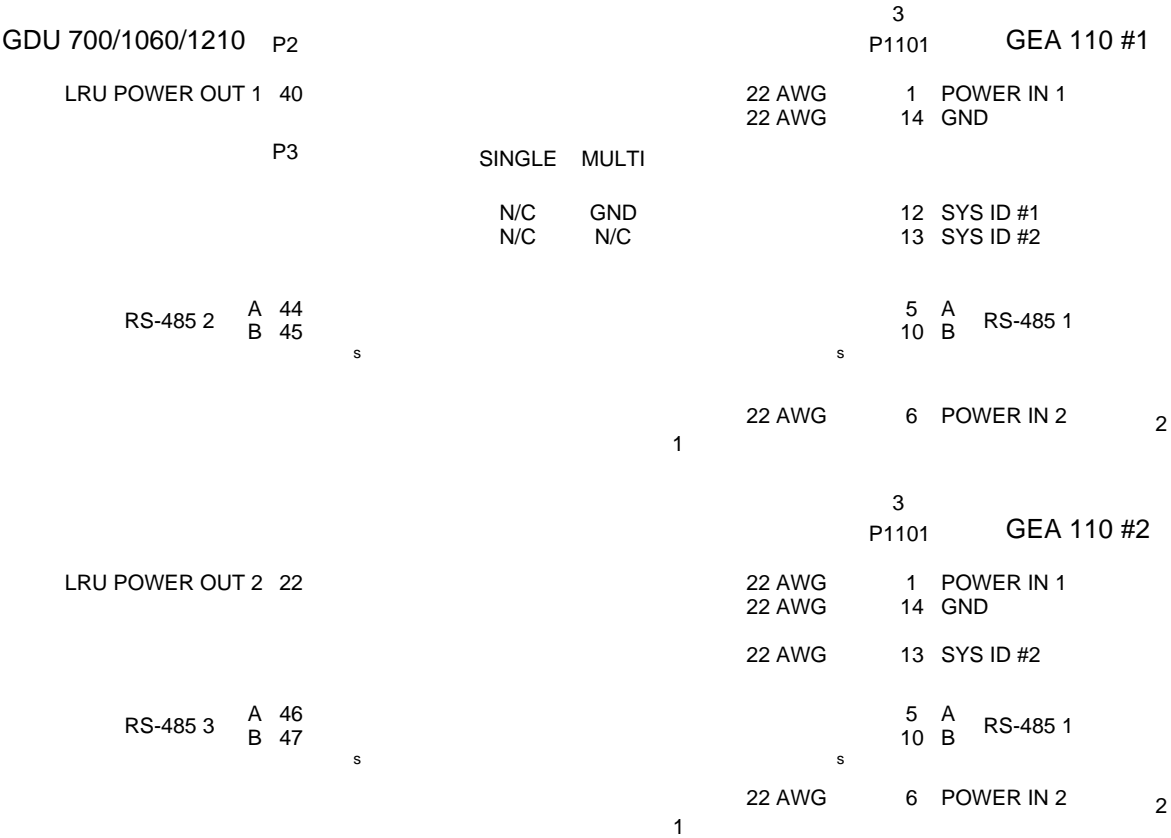 3
GDU 700/1060/1210 P2 P1101 GEA 110 #1
LRU POWER OUT 1 40 22 AWG 1 POWER IN 1
22 AWG 14 GND
P3 SINGLE MULTI
N/C GND 12 SYS ID #1
N/C N/C 13 SYS ID #2
A 44 5 A
RS-485 2 RS-485 1
B 45 10 B
s s
22 AWG 6 POWER IN 2 2
1
3
P1101 GEA 110 #2
LRU POWER OUT 2 22 22 AWG 1 POWER IN 1
22 AWG 14 GND
22 AWG 13 SYS ID #2
A 46 5 A
RS-485 3 RS-485 1
B 47 10 B
s s
22 AWG 6 POWER IN 2 2
1